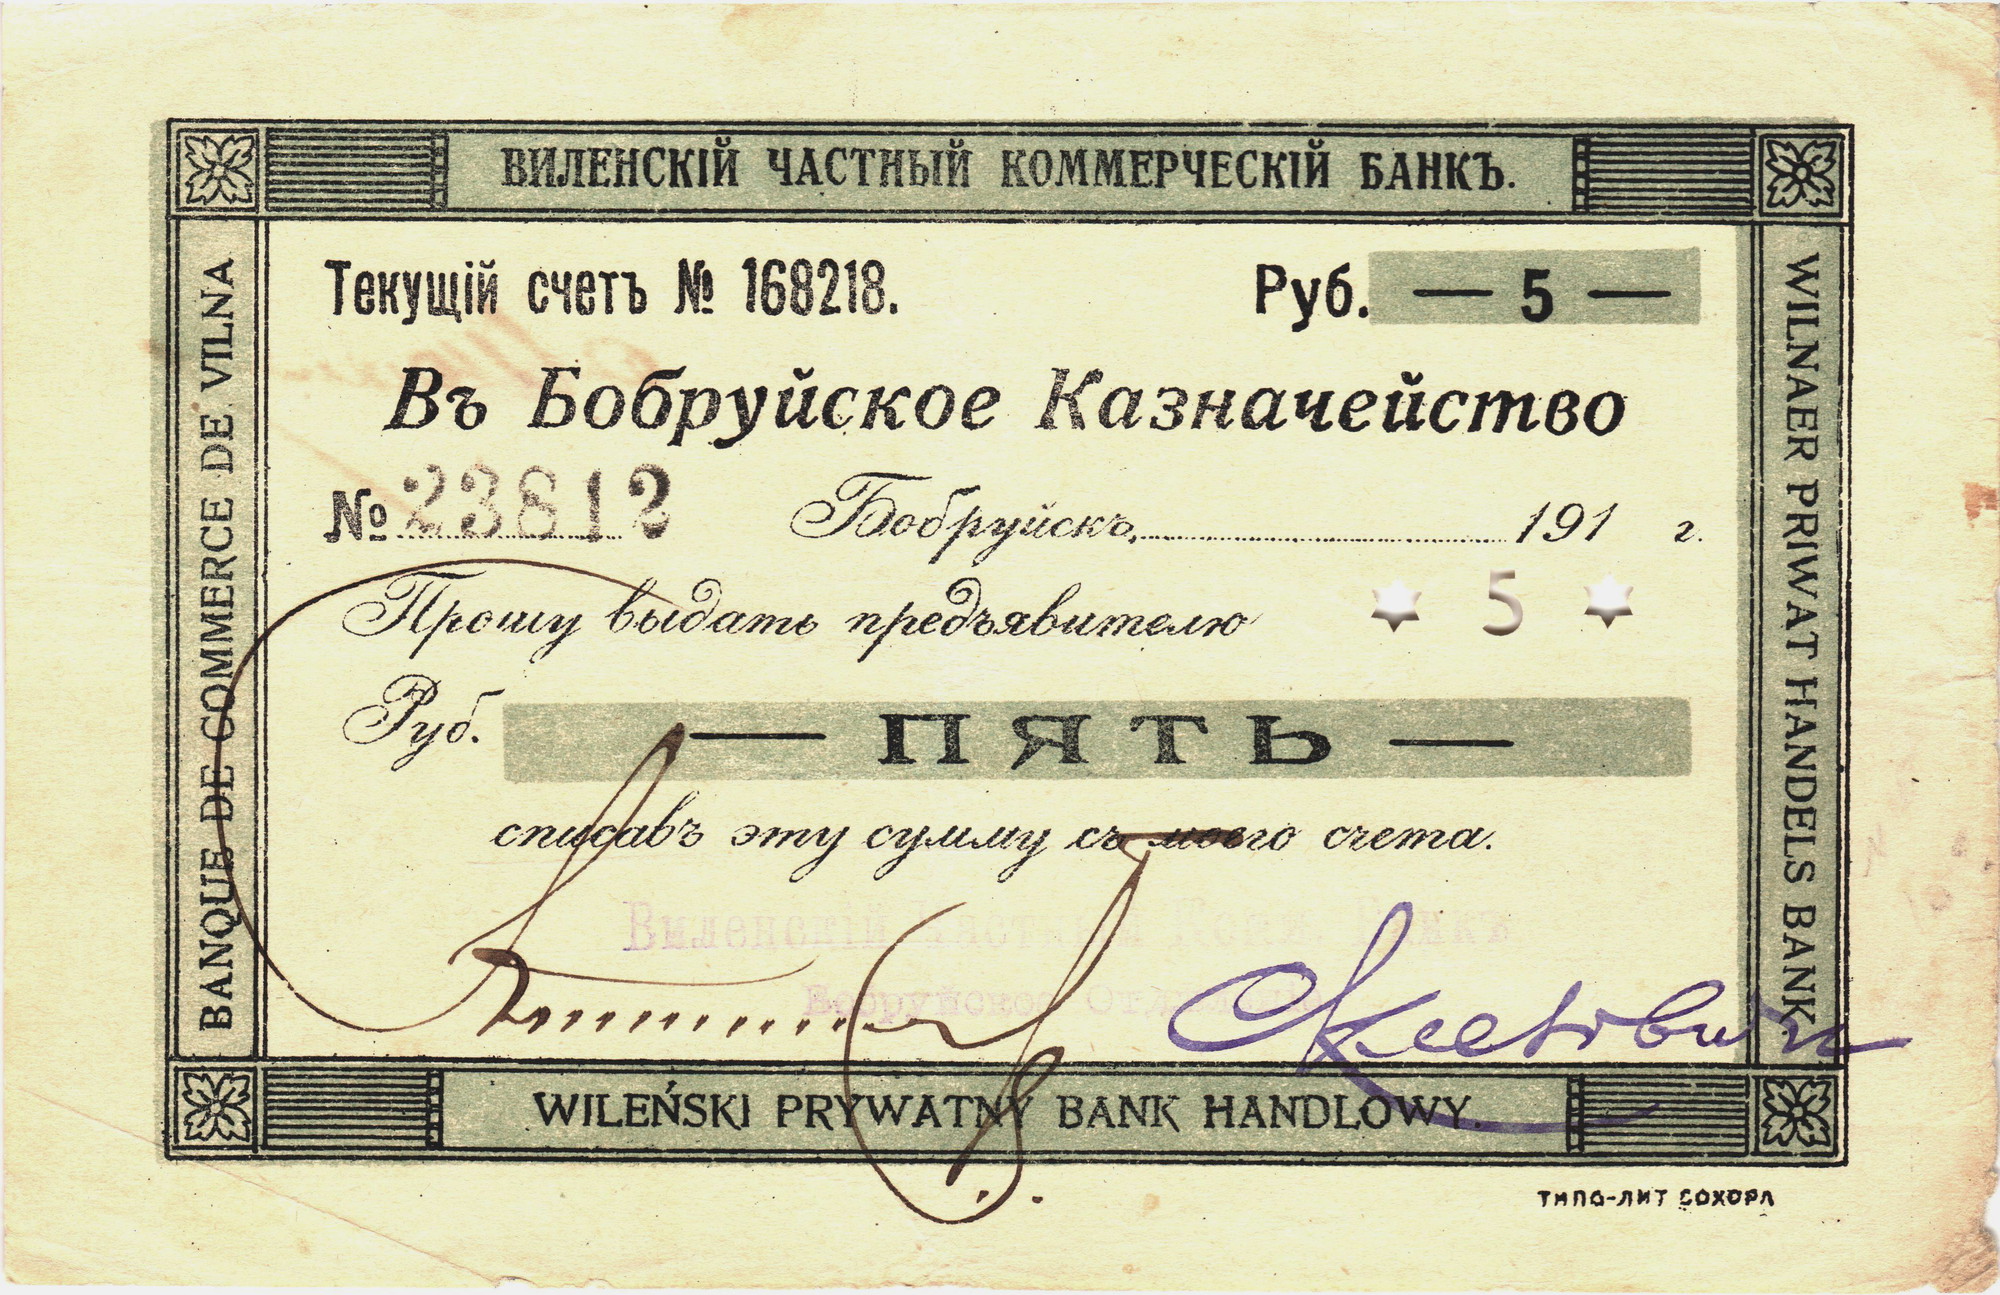 ВИЛЕНСКІЙ ЧАСТНЫЙ КОММЕРЧЕСКІЙ БАНКЪ.
BANQUE DE COMMERCE DE VILNA
WILNAER PRIWAT HANDELS BANK
Текущій счетъ № 168218.
Руб. — 5 —
Въ Бобруйское Казначейство
№ 23812
Бобруйскъ, 191 г.
Прошу выдать предъявителю
5
Руб. — ПЯТЬ —
списавъ эту сумму съ моего счета.
Виленскій Частный Комм. Банкъ
Бобруйское Отдѣленіе
WILEŃSKI PRYWATNY BANK HANDLOWY.
ТИПО-ЛИТ СОХОРА